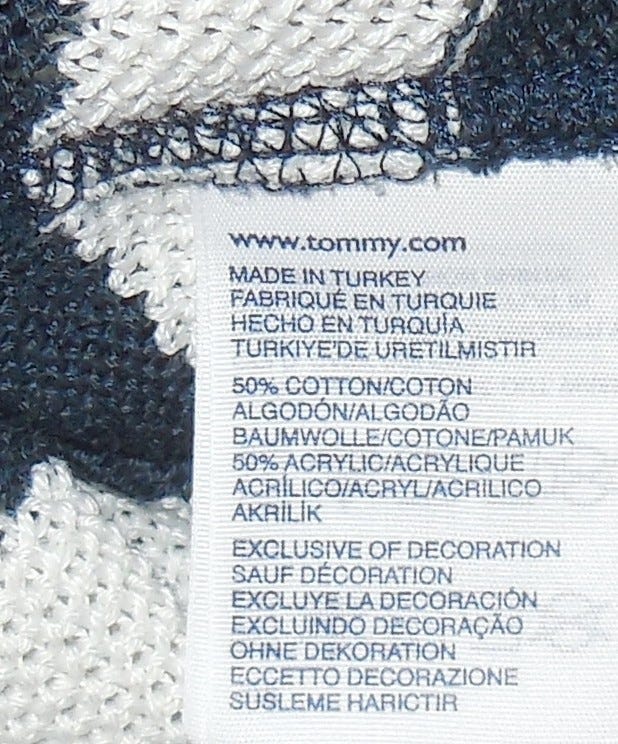 www.tommy.com
MADE IN TURKEY
FABRIQUÉ EN TURQUIE
HECHO EN TURQUÍA
TURKIYE'DE URETILMISTIR
50% COTTON/COTON
ALGODÓN/ALGODÃO
BAUMWOLLE/COTONE/PAMUK
50% ACRYLIC/ACRYLIQUE
ACRÍLICO/ACRYL/ACRILICO
AKRİLİK
EXCLUSIVE OF DECORATION
SAUF DÉCORATION
EXCLUYE LA DECORACIÓN
EXCLUINDO DECORAÇÃO
OHNE DEKORATION
ECCETTO DECORAZIONE
SUSLEME HARICTIR